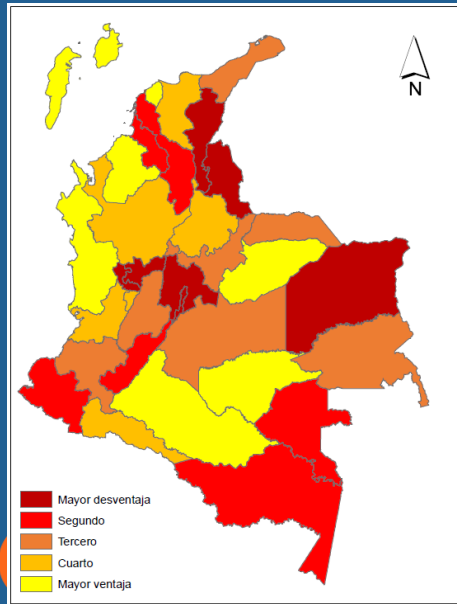 N
Mayor desventaja
Segundo
Tercero
Cuarto
Mayor ventaja